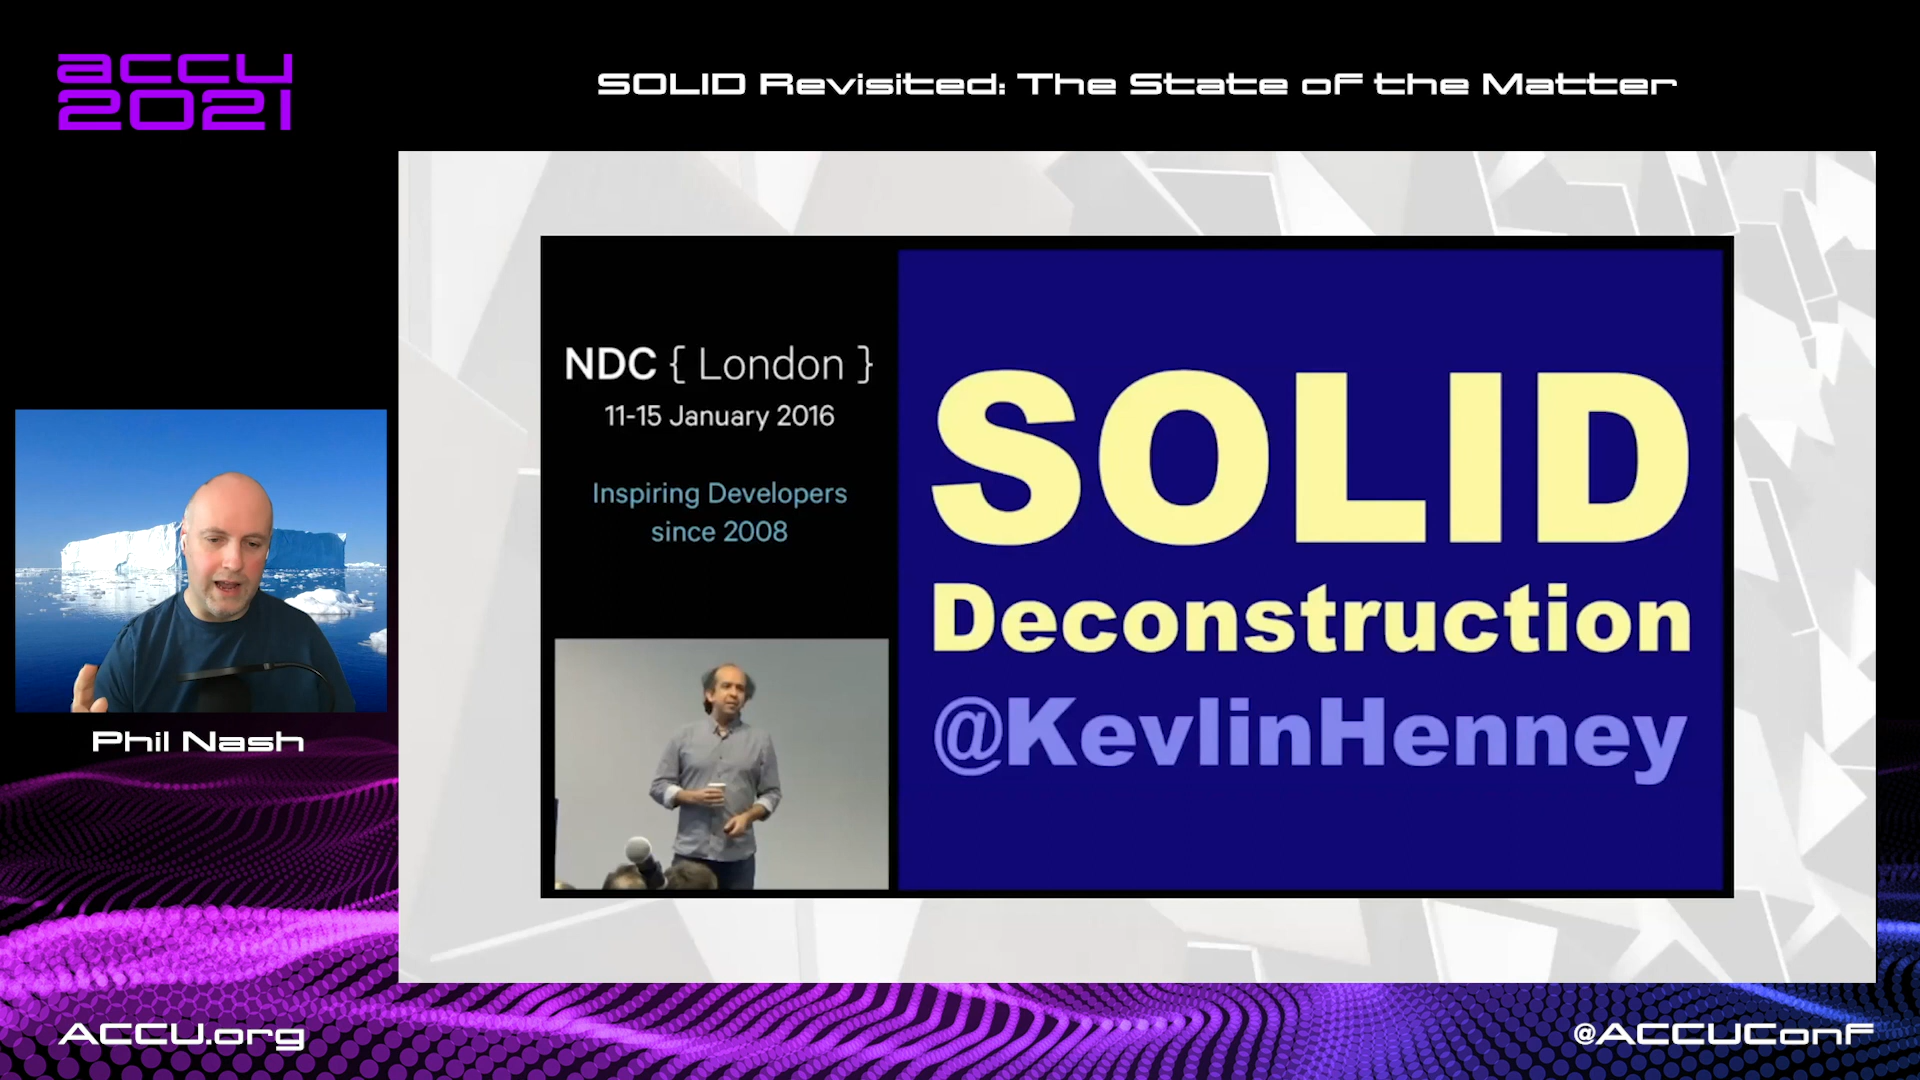 accu
2021
SOLID Revisited: The State of the Matter
NDC { London }
11-15 January 2016
Inspiring Developers
since 2008
SOLID
Deconstruction
@KevlinHenney
Phil Nash
ACCU.org
@ACCUConf